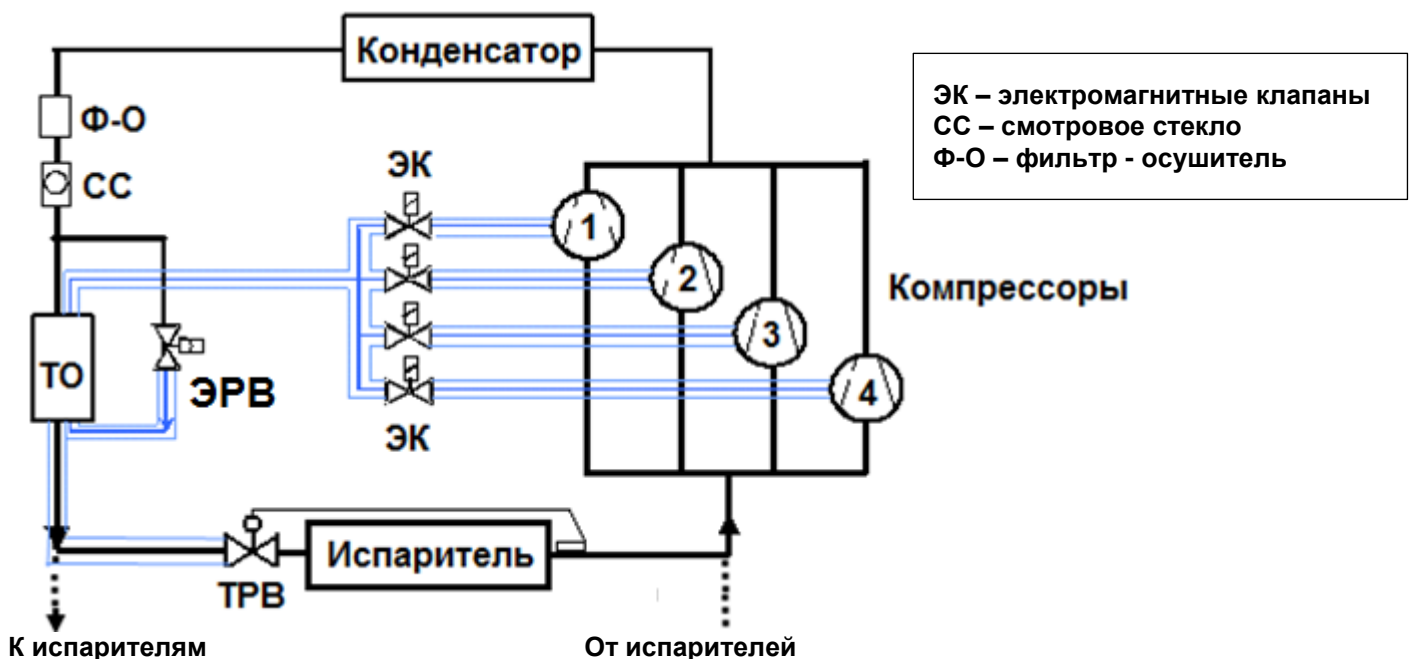 Конденсатор
ЭК – электромагнитные клапаны
СС – смотровое стекло
Ф-О – фильтр - осушитель
Ф-О
СС
ЭК
1
2
3
4
Компрессоры
ТО
ЭРВ
ЭК
ТРВ
Испаритель
К испарителям
От испарителей